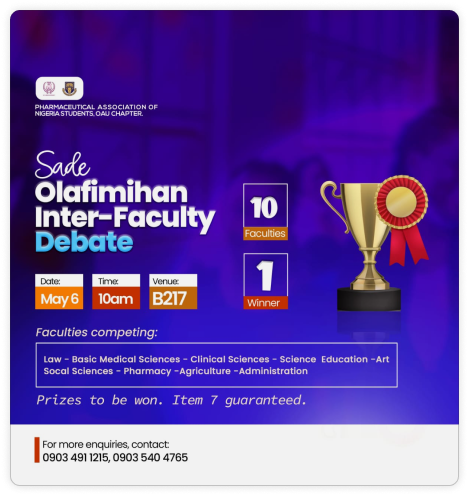 PHARMACEUTICAL ASSOCIATION OF
NIGERIA STUDENTS, OAU CHAPTER.
Sade
Olafimihan
Inter-Faculty
Debate
10
Faculties
1
Winner
Date:
May 6
Time:
10am
Venue:
B217
Faculties competing:
Law - Basic Medical Sciences - Clinical Sciences - Science Education -Art
Socal Sciences - Pharmacy -Agriculture -Administration
Prizes to be won. Item 7 guaranteed.
For more enquiries, contact:
0903 491 1215, 0903 540 4765